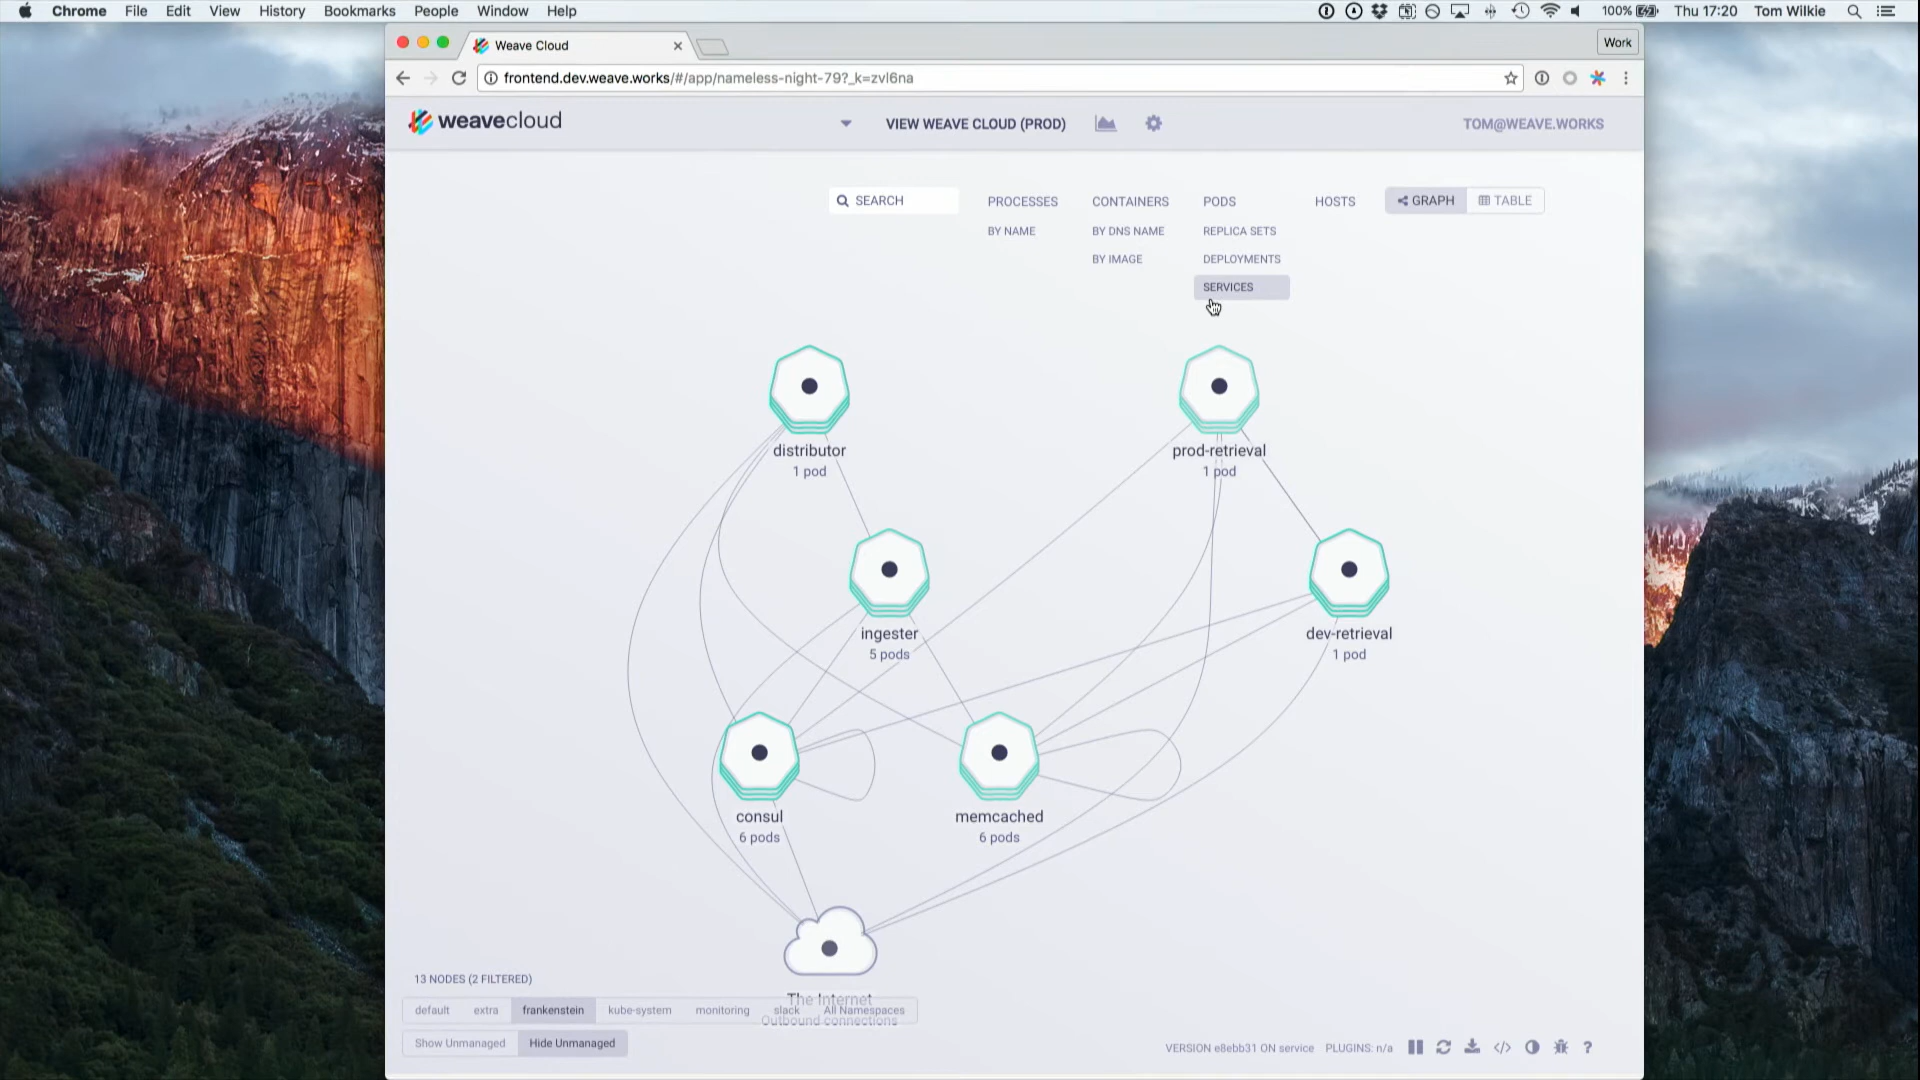 Chrome File Edit View History Bookmarks People Window Help 100% Thu 17:20 Tom Wilkie
Weave Cloud Work
frontend.dev.weave.works/#/app/nameless-night-79?_k=zvl6na
weavecloud VIEW WEAVE CLOUD (PROD) TOM@WEAVE.WORKS
SEARCH PROCESSES CONTAINERS PODS HOSTS GRAPH TABLE
BY NAME BY DNS NAME REPLICA SETS
BY IMAGE DEPLOYMENTS
SERVICES
distributor
1 pod
prod-retrieval
1 pod
ingester
5 pods
dev-retrieval
1 pod
consul
6 pods
memcached
6 pods
13 NODES (2 FILTERED)
The Internet
Outbound connections
default extra frankenstein kube-system monitoring slack All Namespaces
Show Unmanaged Hide Unmanaged
VERSION e8ebb31 ON service PLUGINS: n/a